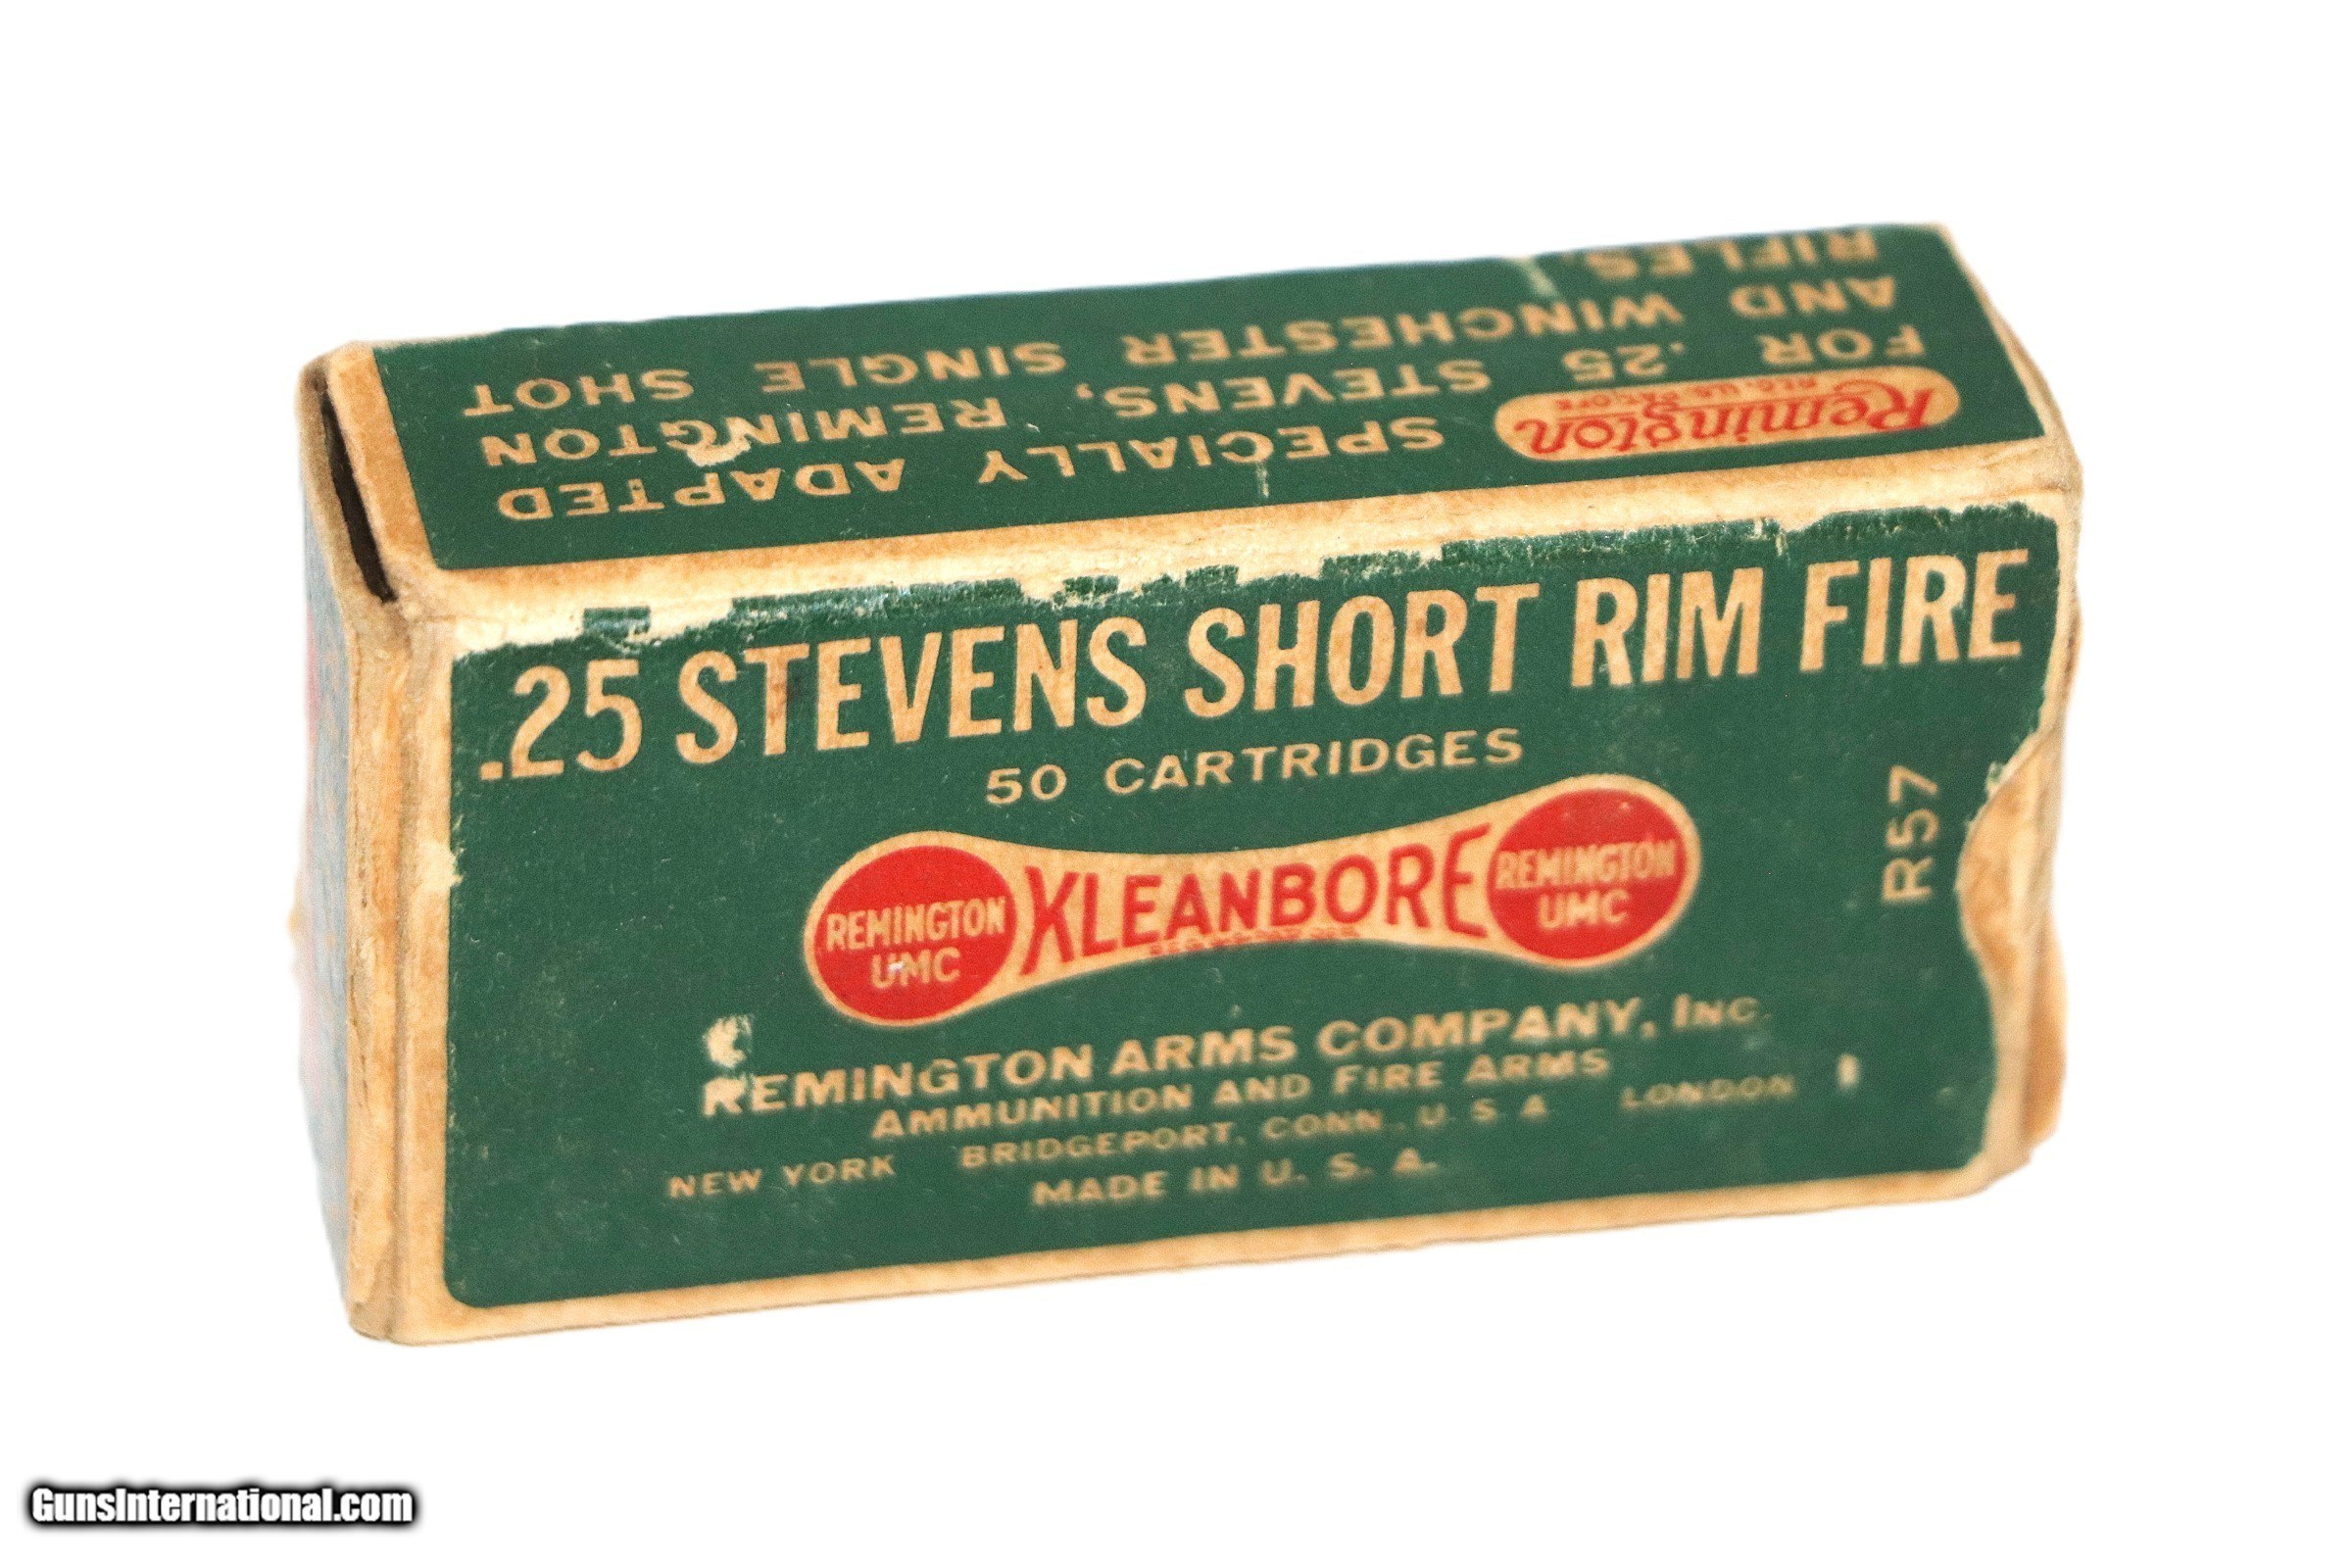 SPECIALLY ADAPTED
FOR .25 STEVENS, REMINGTON
AND WINCHESTER SINGLE SHOT
RIFLES.
Remington
.25 STEVENS SHORT RIM FIRE
50 CARTRIDGES
REMINGTON UMC KLEANBORE REMINGTON UMC
R57
REMINGTON ARMS COMPANY, INC.
AMMUNITION AND FIRE ARMS
NEW YORK BRIDGEPORT, CONN., U. S. A. LONDON
MADE IN U. S. A.
GunsInternational.com